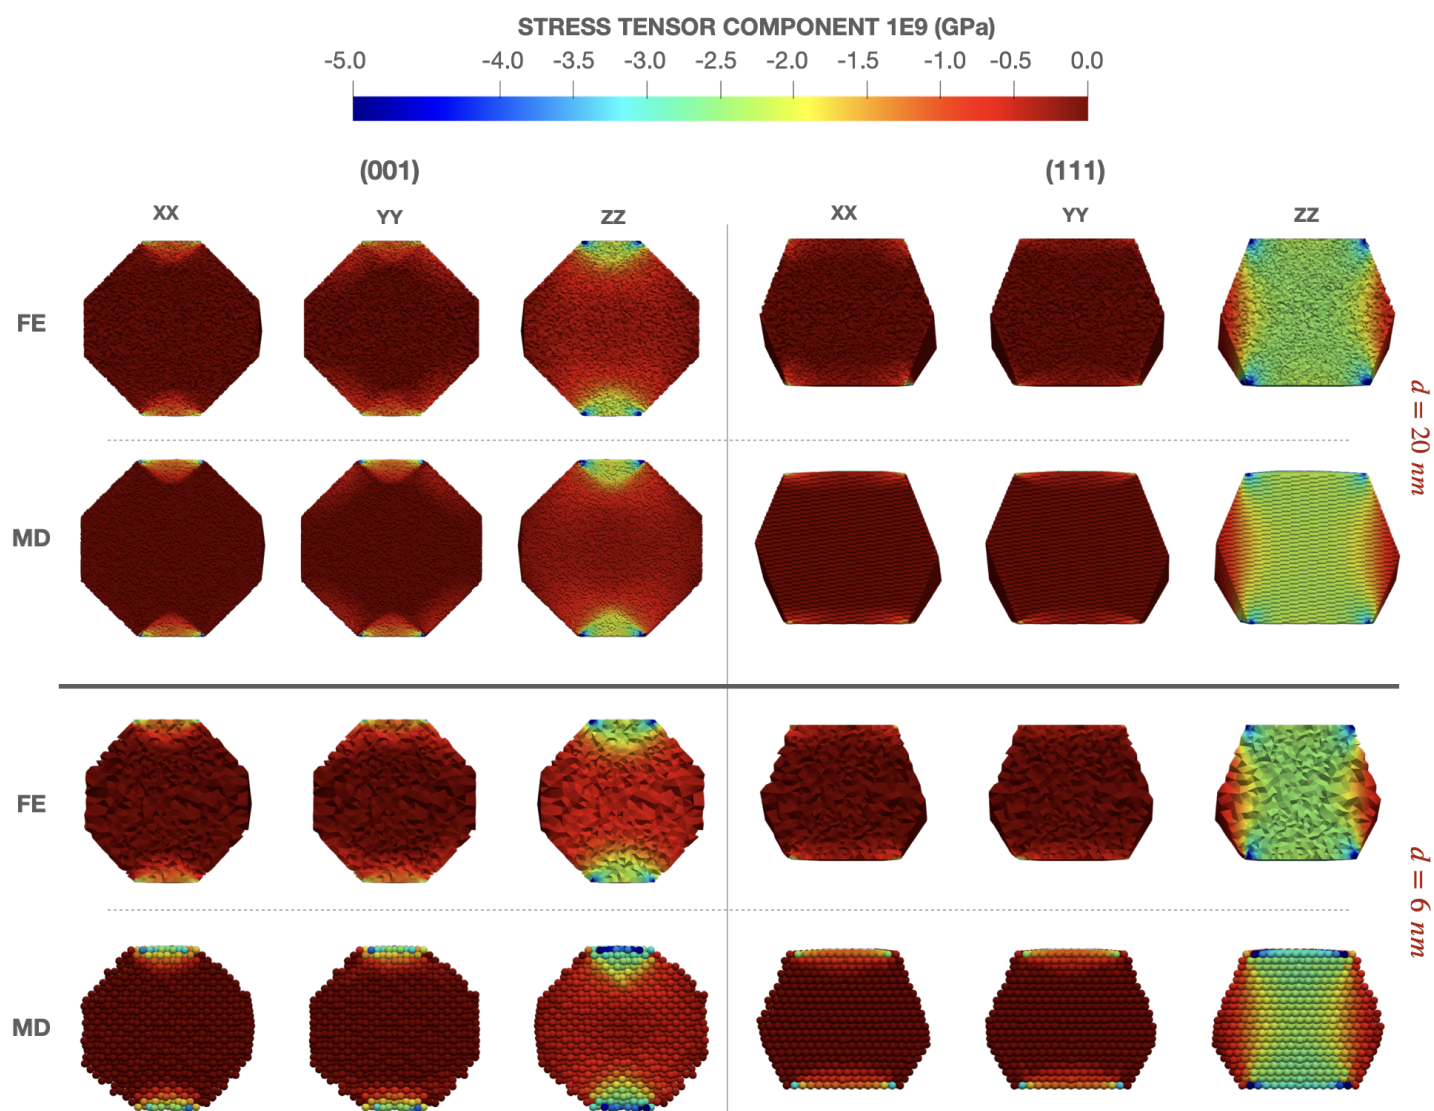 STRESS TENSOR COMPONENT 1E9 (GPa)
-5.0 -4.0 -3.5 -3.0 -2.5 -2.0 -1.5 -1.0 -0.5 0.0
(001) (111)
XX YY ZZ XX YY ZZ
FE
d = 20 nm
MD
FE
d = 6 nm
MD